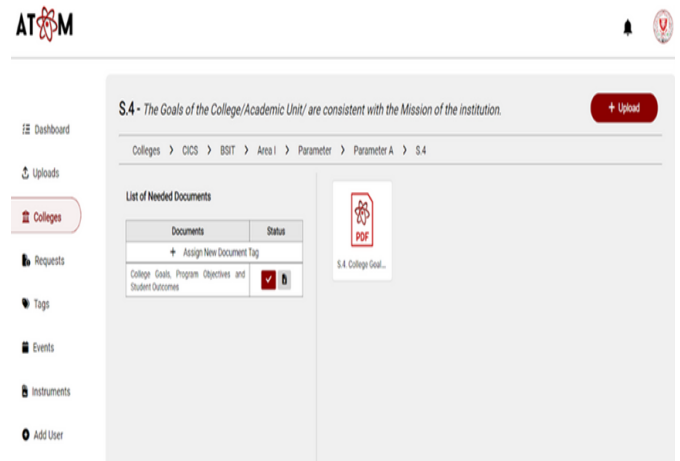 ATOM
S.4 - The Goals of the College/Academic Unit/ are consistent with the Mission of the institution.
+ Upload
Colleges > CICS > BSIT > Area I > Parameter > Parameter A > S.4
Dashboard
Uploads
Colleges
Requests
Tags
Events
Instruments
Add User
List of Needed Documents
Documents Status
+ Assign New Document Tag
College Goals, Program Objectives and
Student Outcomes
PDF
S.4. College Goal...